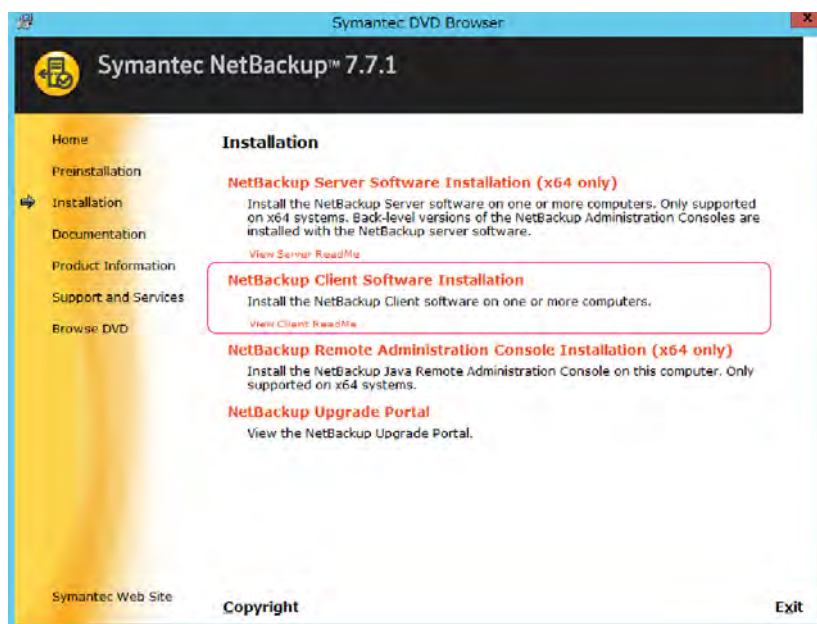 Symantec DVD Browser
x
Symantec NetBackup™ 7.7.1
Home
Preinstallation
Installation
Documentation
Product Information
Support and Services
Browse DVD
Symantec Web Site
Installation
NetBackup Server Software Installation (x64 only)
Install the NetBackup Server software on one or more computers. Only supported
on x64 systems. Back-level versions of the NetBackup Administration Consoles are
installed with the NetBackup server software.
View Server ReadMe
NetBackup Client Software Installation
Install the NetBackup Client software on one or more computers.
View Client ReadMe
NetBackup Remote Administration Console Installation (x64 only)
Install the NetBackup Java Remote Administration Console on this computer. Only
supported on x64 systems.
NetBackup Upgrade Portal
View the NetBackup Upgrade Portal.
Copyright
Exit